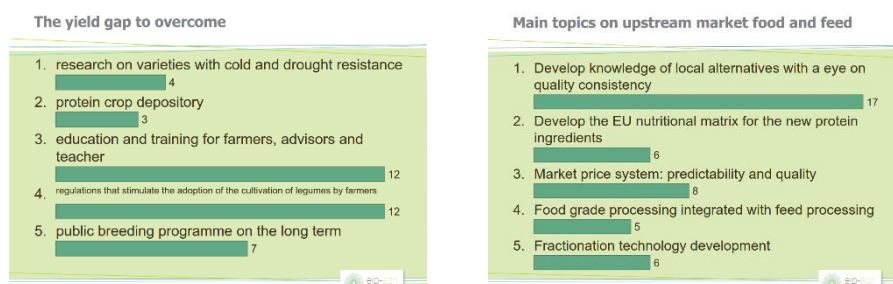 The yield gap to overcome
1. research on varieties with cold and drought resistance
4
2. protein crop depository
3
3. education and training for farmers, advisors and
teacher
12
4. regulations that stimulate the adoption of the cultivation of legumes by farmers
12
5. public breeding programme on the long term
7
Main topics on upstream market food and feed
1. Develop knowledge of local alternatives with a eye on
quality consistency
17
2. Develop the EU nutritional matrix for the new protein
ingredients
6
3. Market price system: predictability and quality
8
4. Food grade processing integrated with feed processing
5
5. Fractionation technology development
6